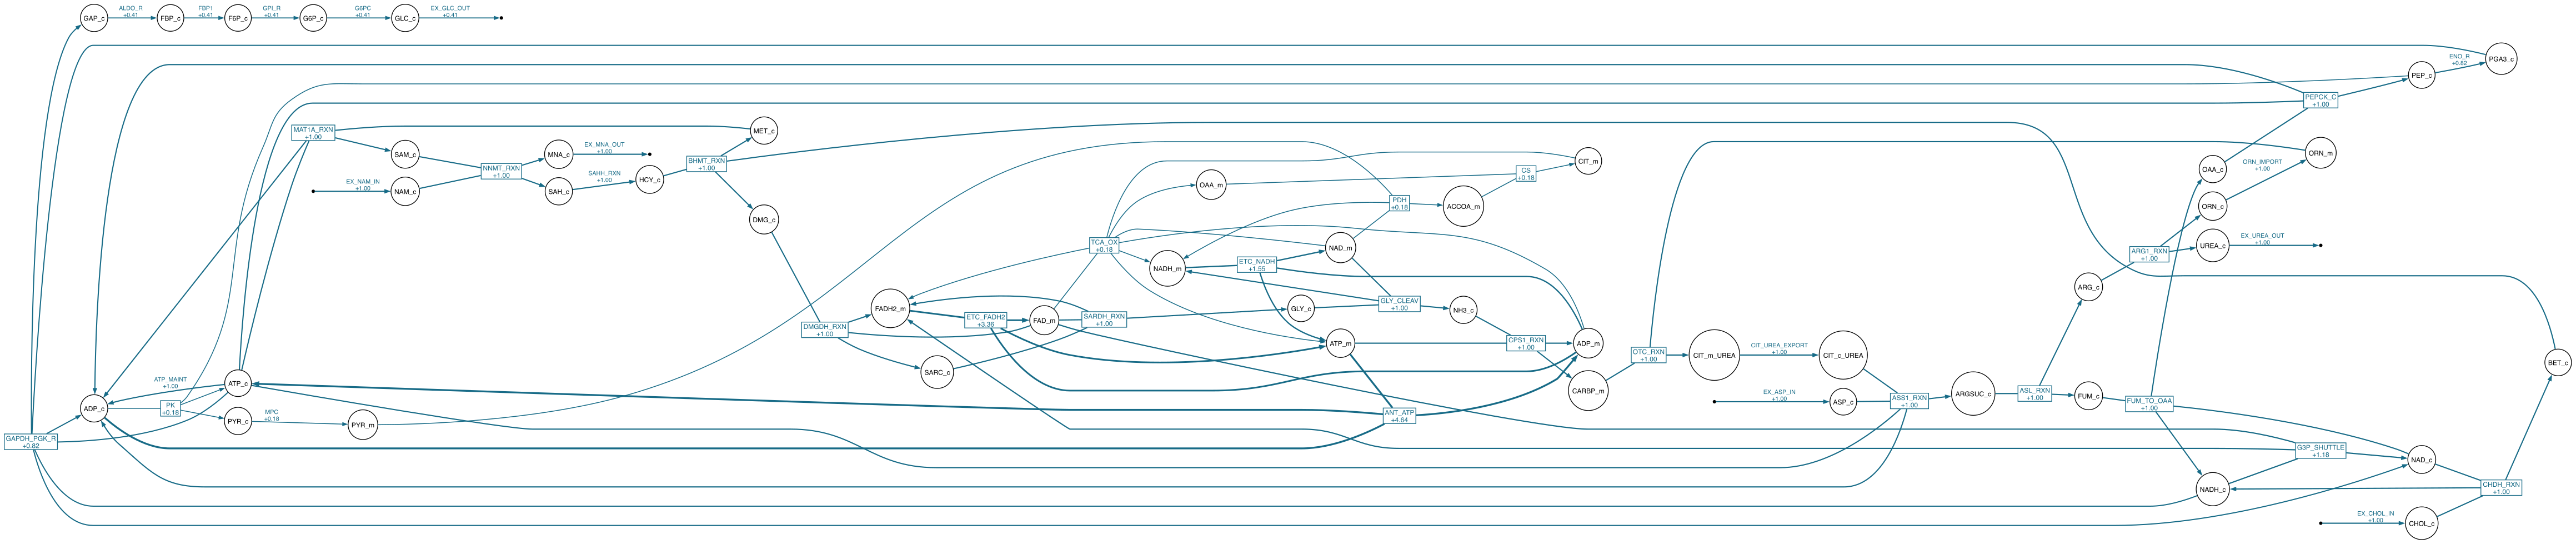 GAP_c
ALDO_R
+0.41
FBP_c
FBP1
+0.41
F6P_c
GPI_R
+0.41
G6P_c
G6PC
+0.41
GLC_c
EX_GLC_OUT
+0.41
ENO_R
+0.82
PGA3_c
PEP_c
PEPCK_C
+1.00
MAT1A_RXN
+1.00
MET_c
SAM_c
NNMT_RXN
+1.00
MNA_c
EX_MNA_OUT
+1.00
EX_NAM_IN
+1.00
NAM_c
SAH_c
SAHH_RXN
+1.00
HCY_c
BHMT_RXN
+1.00
DMG_c
CIT_m
CS
+0.18
OAA_m
PDH
+0.18
ACCOA_m
TCA_OX
+0.18
NAD_m
NADH_m
ETC_NADH
+1.55
OAA_c
ORN_IMPORT
+1.00
ORN_m
ORN_c
ARG1_RXN
+1.00
UREA_c
EX_UREA_OUT
+1.00
ARG_c
FADH2_m
ETC_FADH2
+3.36
FAD_m
SARDH_RXN
+1.00
GLY_c
GLY_CLEAV
+1.00
NH3_c
DMGDH_RXN
+1.00
SARC_c
ATP_m
CPS1_RXN
+1.00
ADP_m
CARBP_m
OTC_RXN
+1.00
CIT_m_UREA
CIT_UREA_EXPORT
+1.00
CIT_c_UREA
BET_c
ATP_MAINT
+1.00
ATP_c
ADP_c
PK
+0.18
PYR_c
MPC
+0.18
PYR_m
ANT_ATP
+4.64
EX_ASP_IN
+1.00
ASP_c
ASS1_RXN
+1.00
ARGSUC_c
ASL_RXN
+1.00
FUM_c
FUM_TO_OAA
+1.00
GAPDH_PGK_R
+0.82
G3P_SHUTTLE
+1.18
NAD_c
NADH_c
CHDH_RXN
+1.00
EX_CHOL_IN
+1.00
CHOL_c